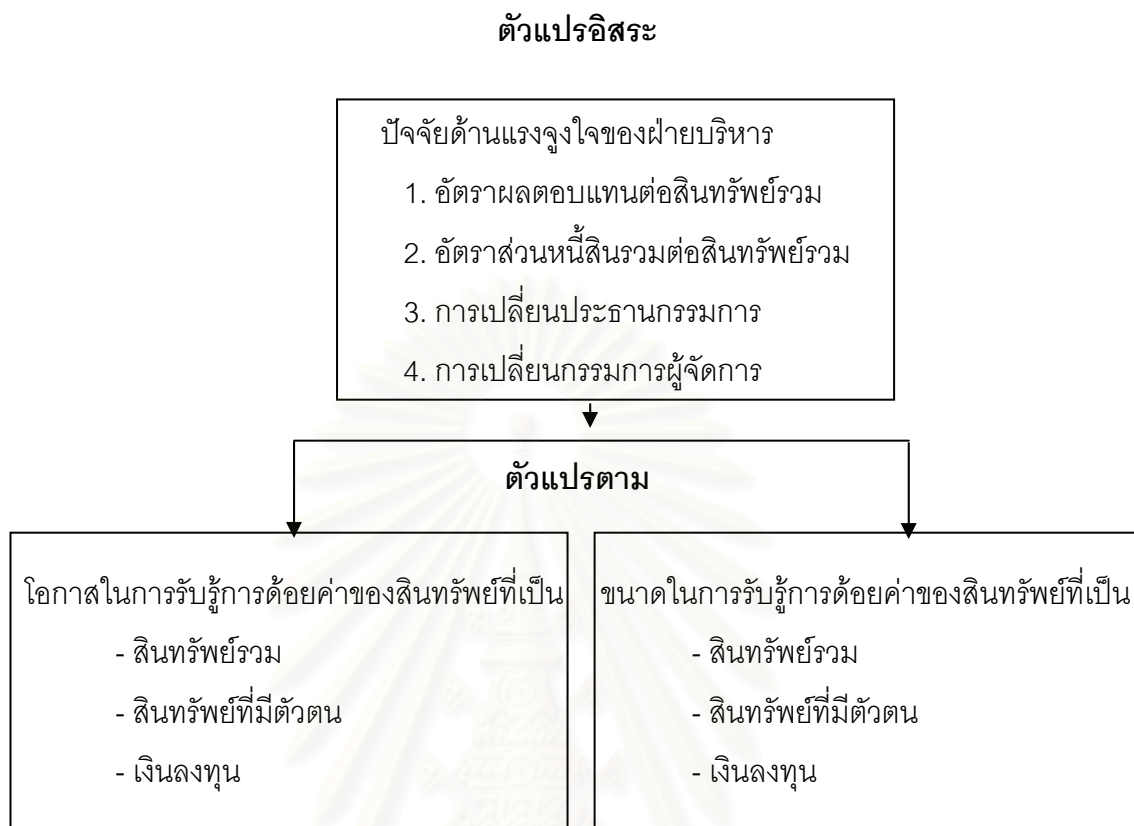 ตัวแปรอิสระ
ปัจจัยด้านแรงจูงใจของฝ่ายบริหาร
1. อัตราผลตอบแทนต่อสินทรัพย์รวม
2. อัตราส่วนหนี้สินรวมต่อสินทรัพย์รวม
3. การเปลี่ยนประธานกรรมการ
4. การเปลี่ยนกรรมการผู้จัดการ
ตัวแปรตาม
โอกาสในการรับรู้การด้อยค่าของสินทรัพย์ที่เป็น
- สินทรัพย์รวม
- สินทรัพย์ที่มีตัวตน
- เงินลงทุน
ขนาดในการรับรู้การด้อยค่าของสินทรัพย์ที่เป็น
- สินทรัพย์รวม
- สินทรัพย์ที่มีตัวตน
- เงินลงทุน